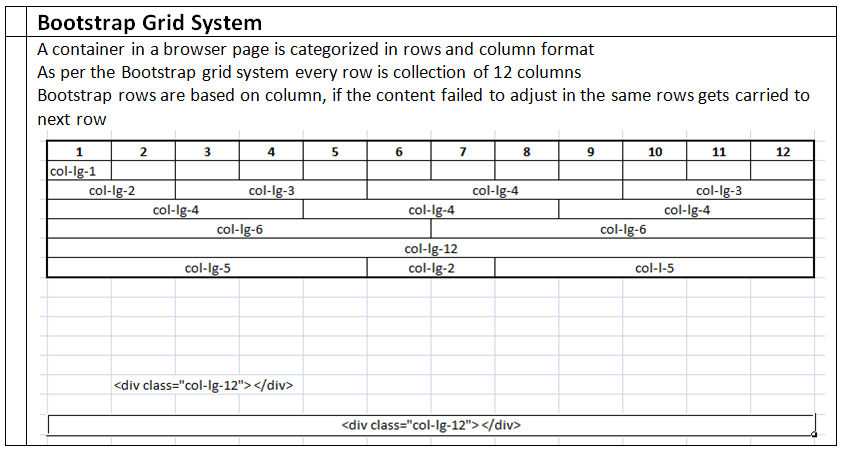 Bootstrap Grid System
A container in a browser page is categorized in rows and column format
As per the Bootstrap grid system every row is collection of 12 columns
Bootstrap rows are based on column, if the content failed to adjust in the same rows gets carried to
next row
1 2 3 4 5 6 7 8 9 10 11 12
col-lg-1
col-lg-2 col-lg-3 col-lg-4 col-lg-3
col-lg-4 col-lg-4 col-lg-4
col-lg-6 col-lg-6
col-lg-12
col-lg-5 col-lg-2 col-l-5
<div class="col-lg-12"></div>
<div class="col-lg-12"></div>